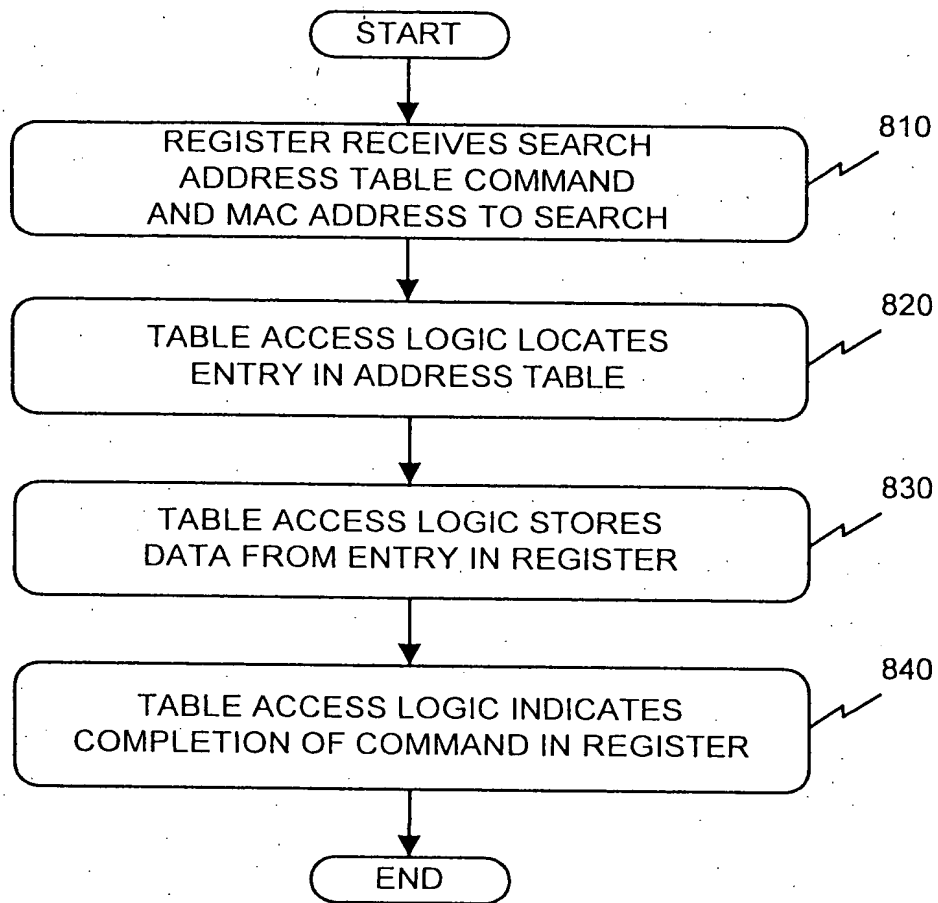 START
810
REGISTER RECEIVES SEARCH
ADDRESS TABLE COMMAND
AND MAC ADDRESS TO SEARCH
820
TABLE ACCESS LOGIC LOCATES
ENTRY IN ADDRESS TABLE
830
TABLE ACCESS LOGIC STORES
DATA FROM ENTRY IN REGISTER
840
TABLE ACCESS LOGIC INDICATES
COMPLETION OF COMMAND IN REGISTER
END